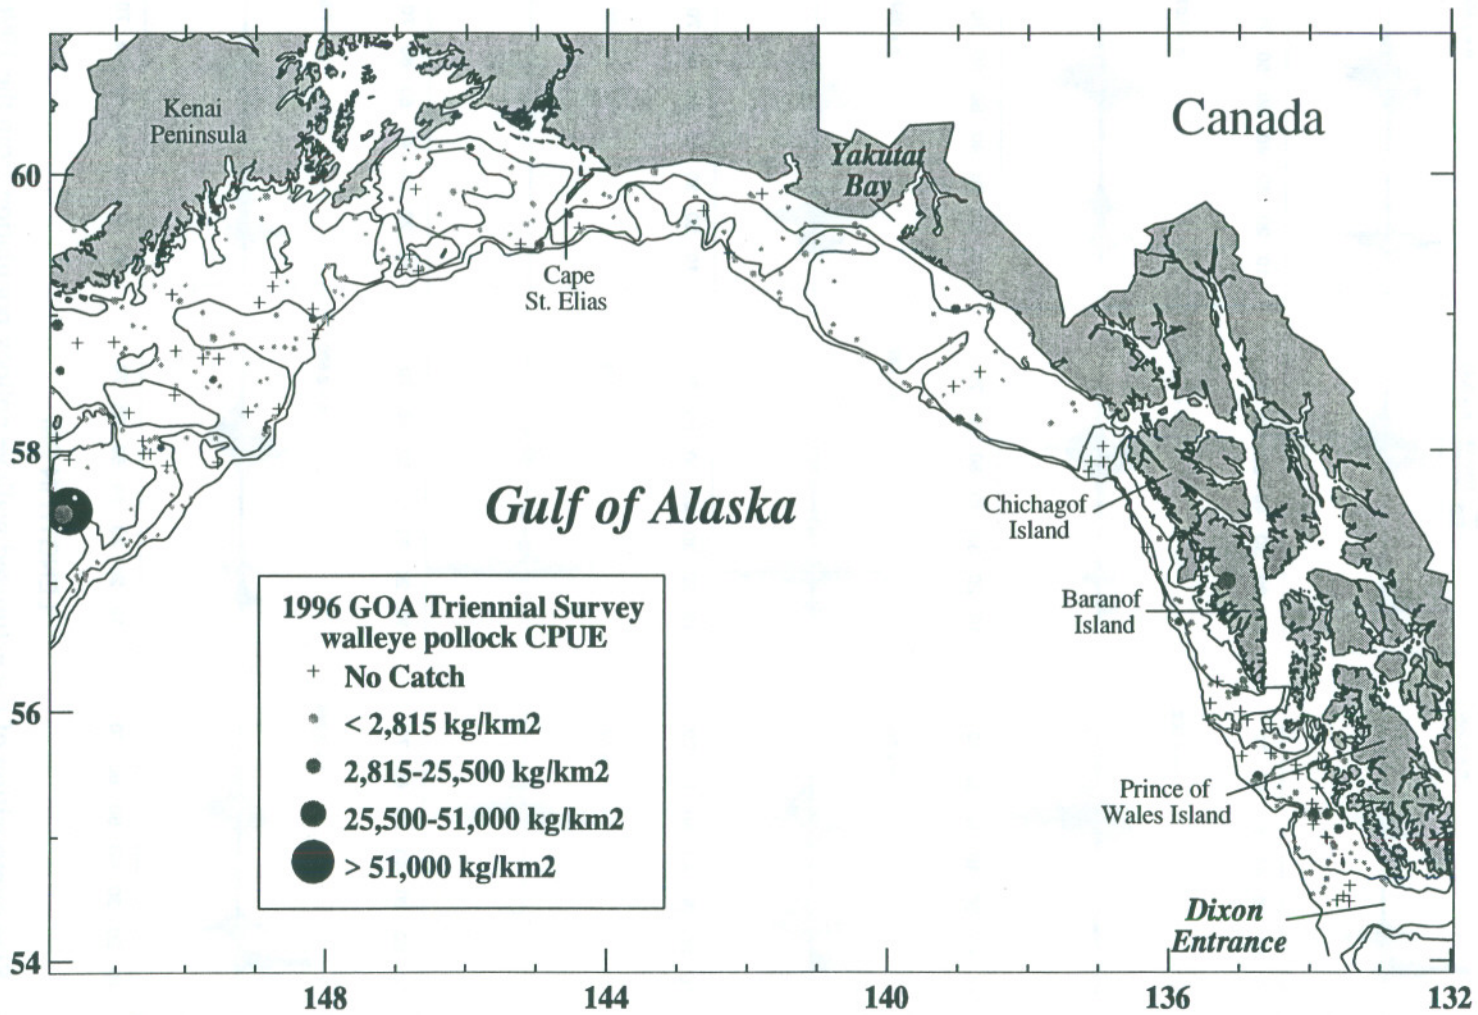 Kenai
Peninsula
Canada
Yakutat
Bay
60
Cape
St. Elias
58
Gulf of Alaska
Chichagof
Island
1996 GOA Triennial Survey
walleye pollock CPUE
+ No Catch
< 2,815 kg/km2
2,815-25,500 kg/km2
25,500-51,000 kg/km2
> 51,000 kg/km2
Baranof
Island
56
Prince of
Wales Island
Dixon
Entrance
54
148 144 140 136 132